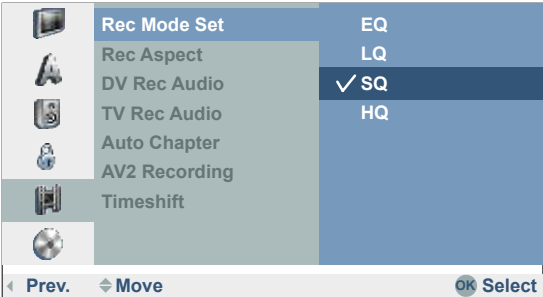 Rec Mode Set EQ
Rec Aspect LQ
DV Rec Audio SQ
TV Rec Audio HQ
Auto Chapter
AV2 Recording
Timeshift
Prev. Move OK Select